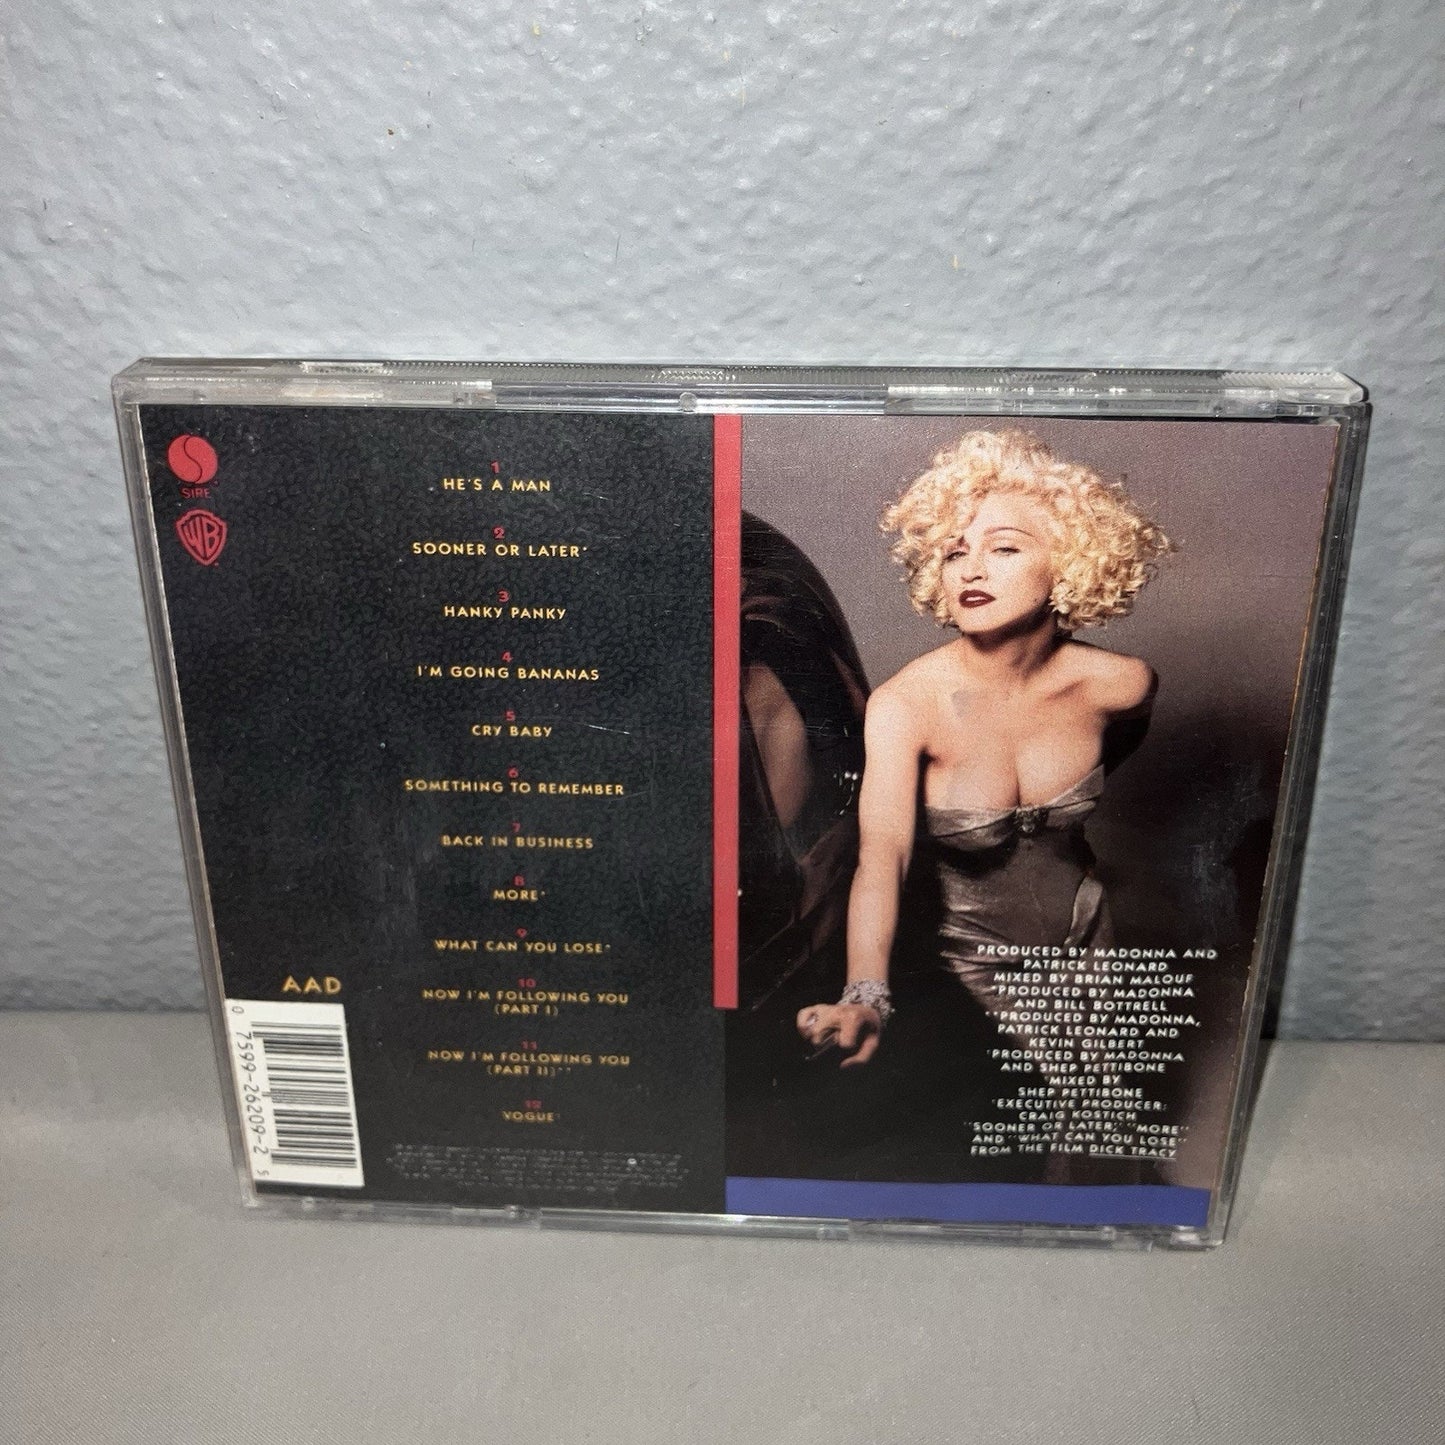 SIRE
WB
1
HE'S A MAN
2
SOONER OR LATER*
3
HANKY PANKY
4
I'M GOING BANANAS
5
CRY BABY
6
SOMETHING TO REMEMBER
7
BACK IN BUSINESS
8
MORE*
9
WHAT CAN YOU LOSE*
10
NOW I'M FOLLOWING YOU
(PART I)
11
NOW I'M FOLLOWING YOU
(PART II)**
12
VOGUE†
AAD
0 7599-26209-2 5
PRODUCED BY MADONNA AND
PATRICK LEONARD
MIXED BY BRIAN MALOUF
*PRODUCED BY MADONNA
AND BILL BOTTRELL
**PRODUCED BY MADONNA,
PATRICK LEONARD AND
KEVIN GILBERT
†PRODUCED BY MADONNA
AND SHEP PETTIBONE
MIXED BY
SHEP PETTIBONE
†EXECUTIVE PRODUCER:
CRAIG KOSTICH
"SOONER OR LATER," "MORE"
AND "WHAT CAN YOU LOSE"
FROM THE FILM DICK TRACY